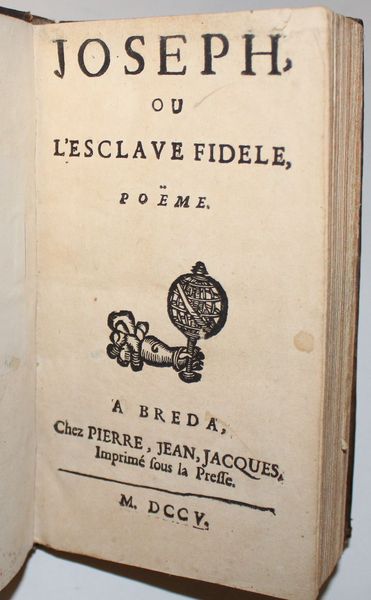 JOSEPH,
OU
L'ESCLAVE FIDELE,
POËME.
A BREDA,
Chez PIERRE, JEAN, JACQUES,
Imprimé ſous la Preſſe.
M. DCCV.